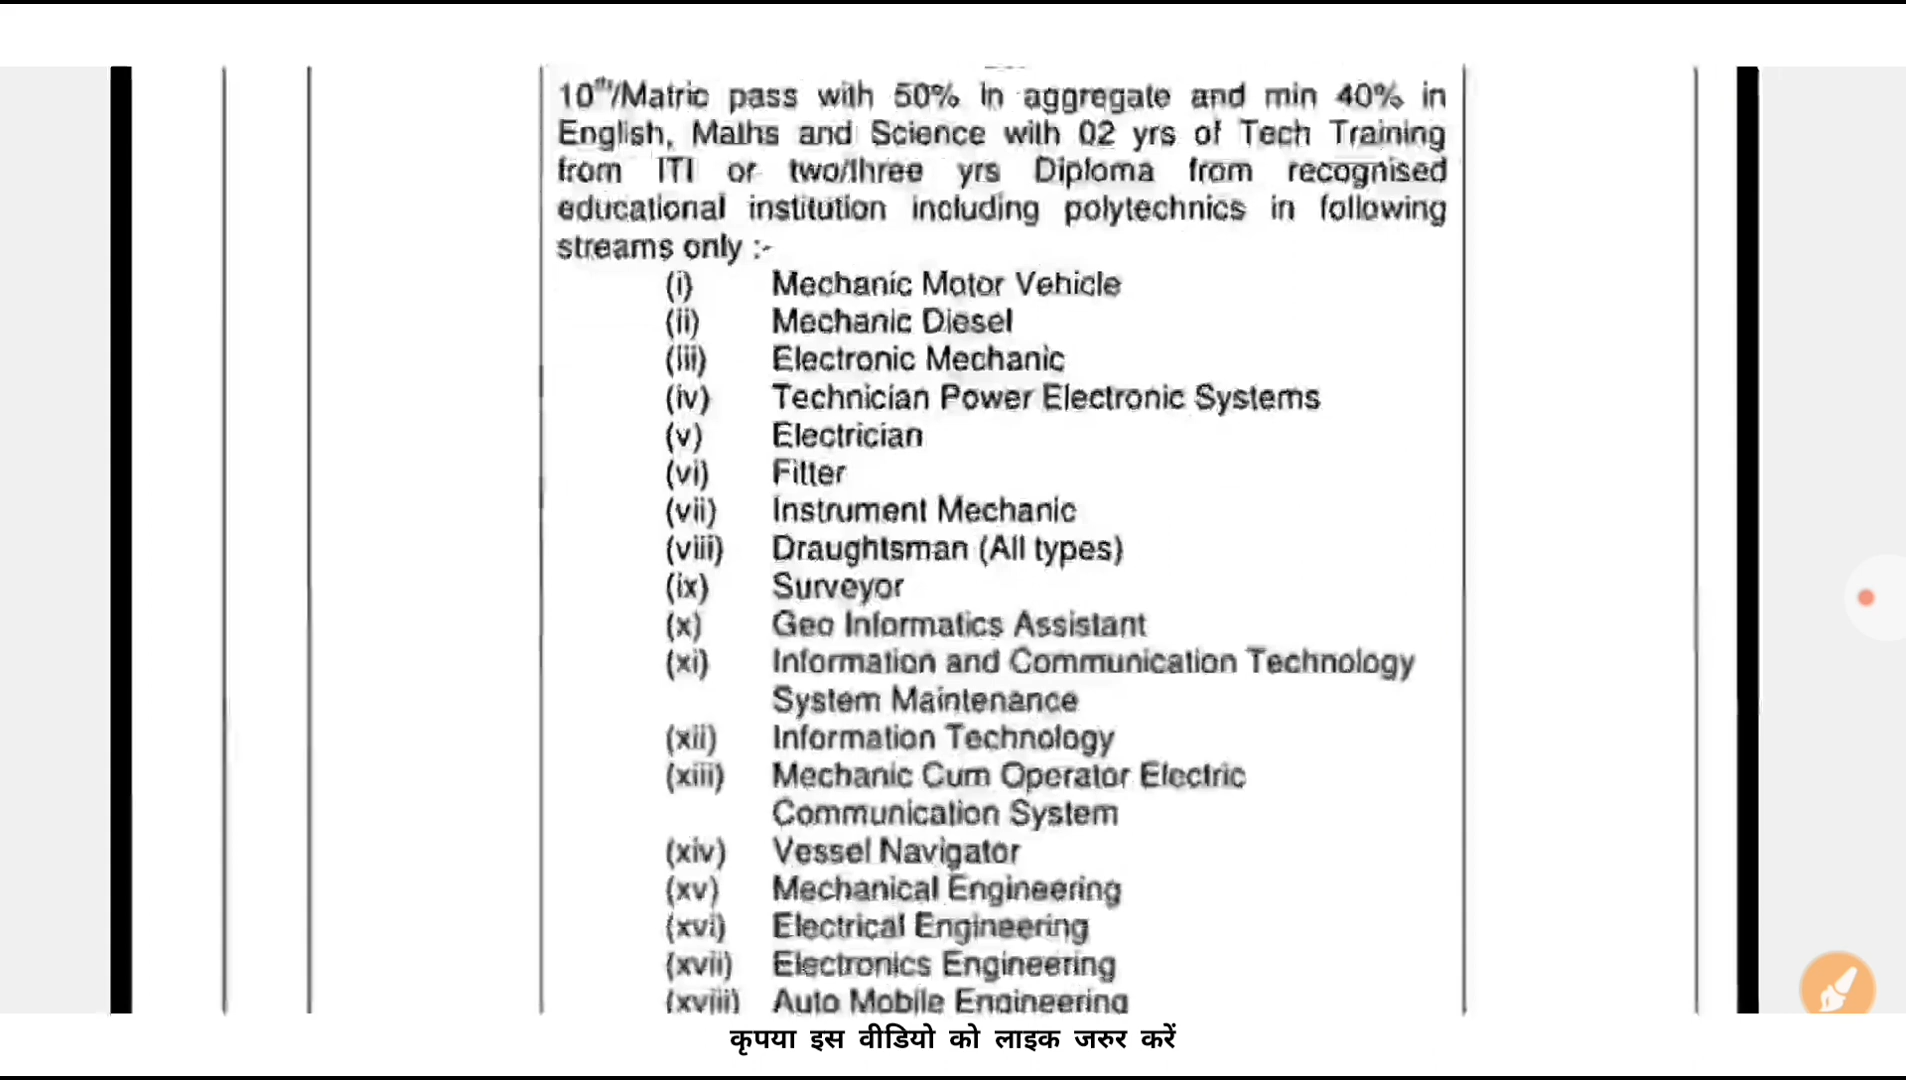 10th/Matric pass with 50% in aggregate and min 40% in
English, Maths and Science with 02 yrs of Tech Training
from ITI or two/three yrs Diploma from recognised
educational institution including polytechnics in following
streams only :-
(i) Mechanic Motor Vehicle
(ii) Mechanic Diesel
(iii) Electronic Mechanic
(iv) Technician Power Electronic Systems
(v) Electrician
(vi) Fitter
(vii) Instrument Mechanic
(viii) Draughtsman (All types)
(ix) Surveyor
(x) Geo Informatics Assistant
(xi) Information and Communication Technology
System Maintenance
(xii) Information Technology
(xiii) Mechanic Cum Operator Electric
Communication System
(xiv) Vessel Navigator
(xv) Mechanical Engineering
(xvi) Electrical Engineering
(xvii) Electronics Engineering
(xviii) Auto Mobile Engineering
कृपया इस वीडियो को लाइक जरुर करें